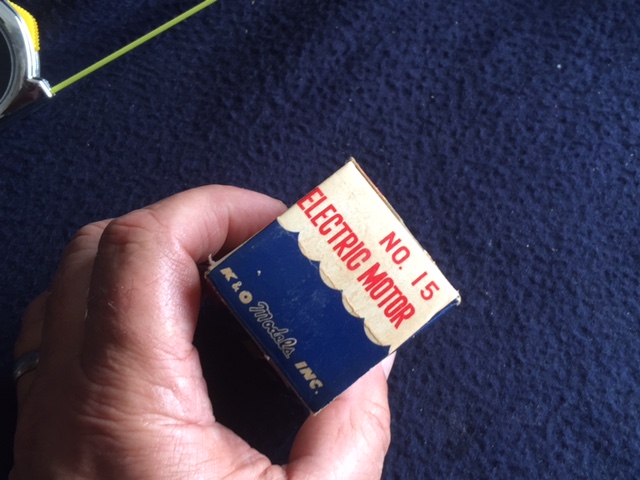 NO. 15
ELECTRIC MOTOR
K & O Models INC.